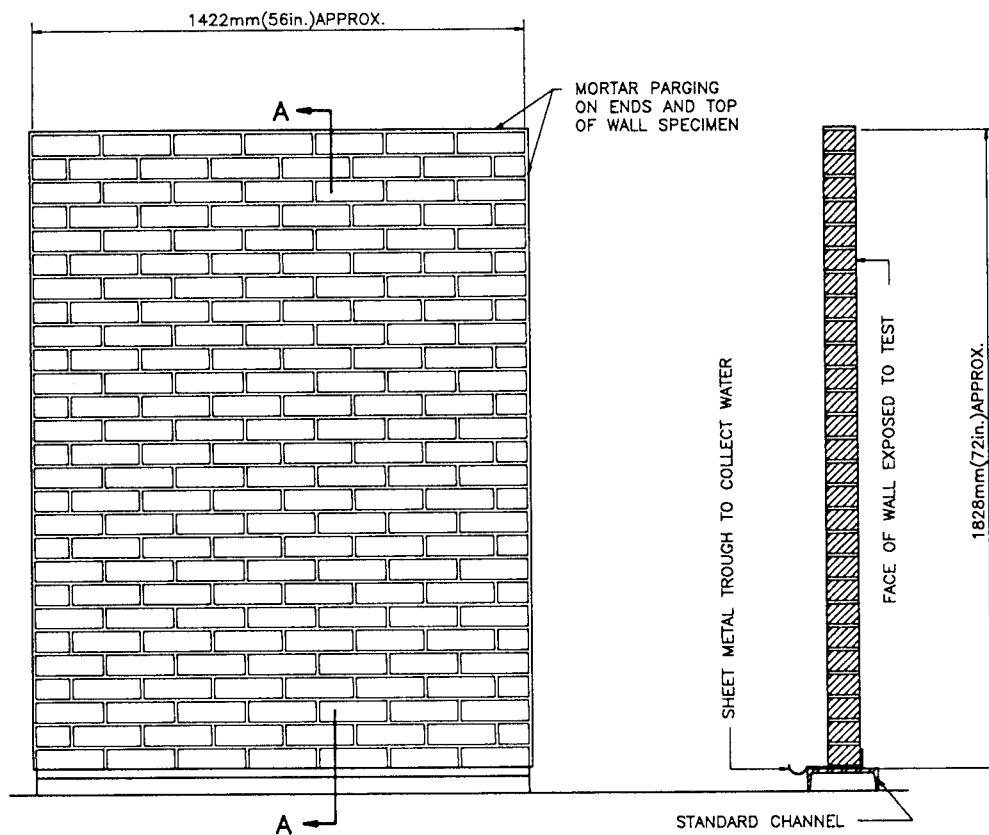 1422mm(56in.)APPROX.
MORTAR PARGING
ON ENDS AND TOP
OF WALL SPECIMEN
A
A
SHEET METAL TROUGH TO COLLECT WATER
FACE OF WALL EXPOSED TO TEST
1828mm(72in.)APPROX.
STANDARD CHANNEL